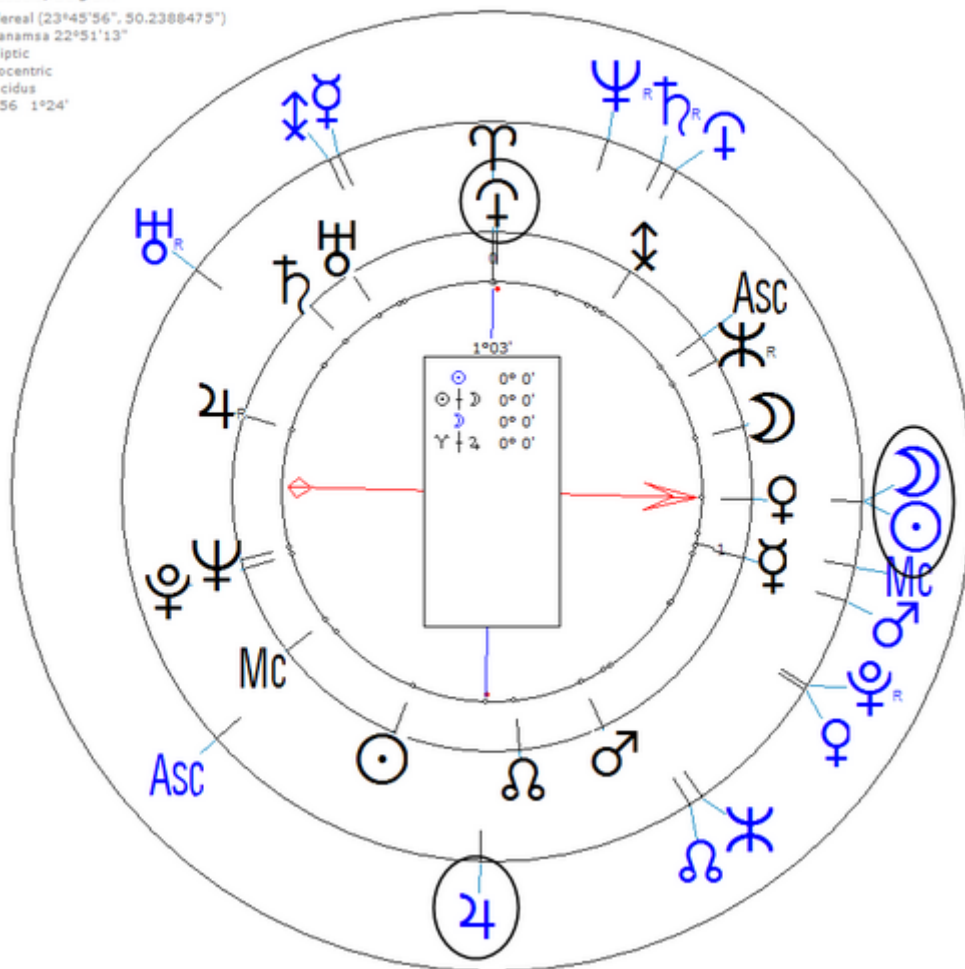 ereal (23°45'56", 50.2388475")
anamsa 22°51'13"
iptic
ocentric
cidus
56 1°24'
☿
♆ R
♄ R
♈
♅ R
♅
♄
Asc
R
1°03'
☉ 0° 0'
☉ ☽ 0° 0'
☽ 0° 0'
♈ ♃ 0° 0'
♃ R
☽
☽
♀
☉
♆
☿
1
Mc
♇
♂
Mc
♇ R
♀
☉
♂
Asc
☊
☊
♃